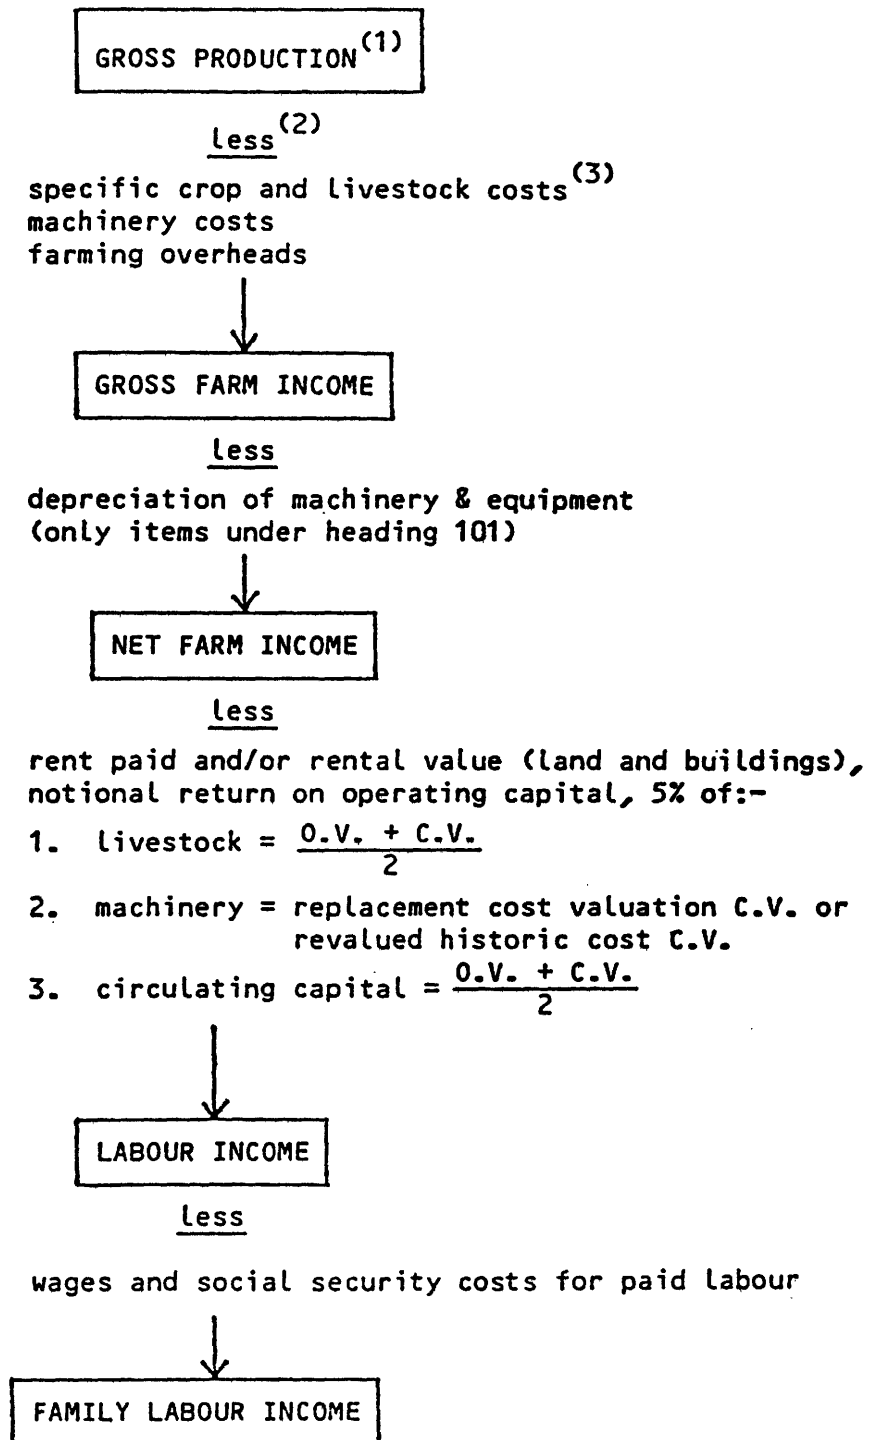 GROSS PRODUCTION(1)
less(2)
specific crop and livestock costs(3)
machinery costs
farming overheads
GROSS FARM INCOME
less
depreciation of machinery & equipment
(only items under heading 101)
NET FARM INCOME
less
rent paid and/or rental value (land and buildings),
notional return on operating capital, 5% of:-
1. livestock = O.V. + C.V.
2
2. machinery = replacement cost valuation C.V. or
revalued historic cost C.V.
3. circulating capital = O.V. + C.V.
2
LABOUR INCOME
less
wages and social security costs for paid labour
FAMILY LABOUR INCOME